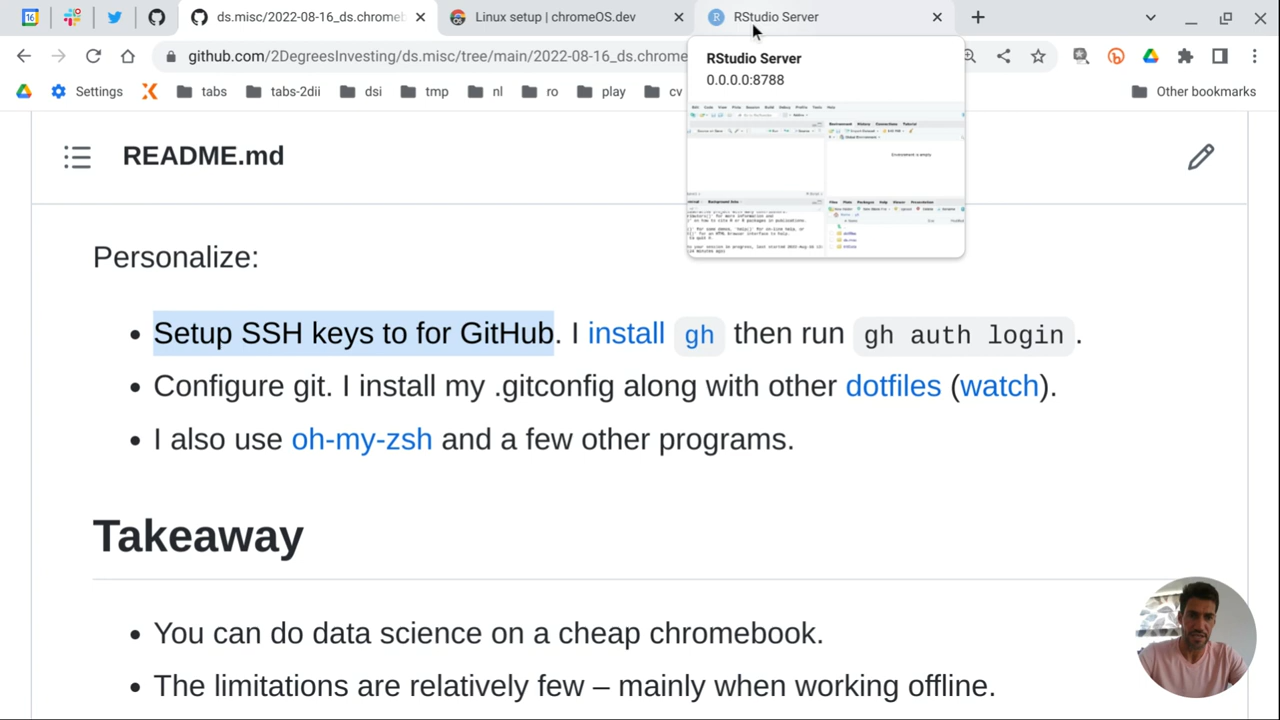 ds.misc/2022-08-16_ds.chromeb
Linux setup | chromeOS.dev
RStudio Server
github.com/2DegreesInvesting/ds.misc/tree/main/2022-08-16_ds.chrome
RStudio Server
0.0.0.0:8788
Settings
tabs
tabs-2dii
dsi
tmp
nl
ro
play
cv
Other bookmarks
README.md
Personalize:
Setup SSH keys to for GitHub. I install gh then run gh auth login.
Configure git. I install my .gitconfig along with other dotfiles (watch).
I also use oh-my-zsh and a few other programs.
Takeaway
You can do data science on a cheap chromebook.
The limitations are relatively few – mainly when working offline.